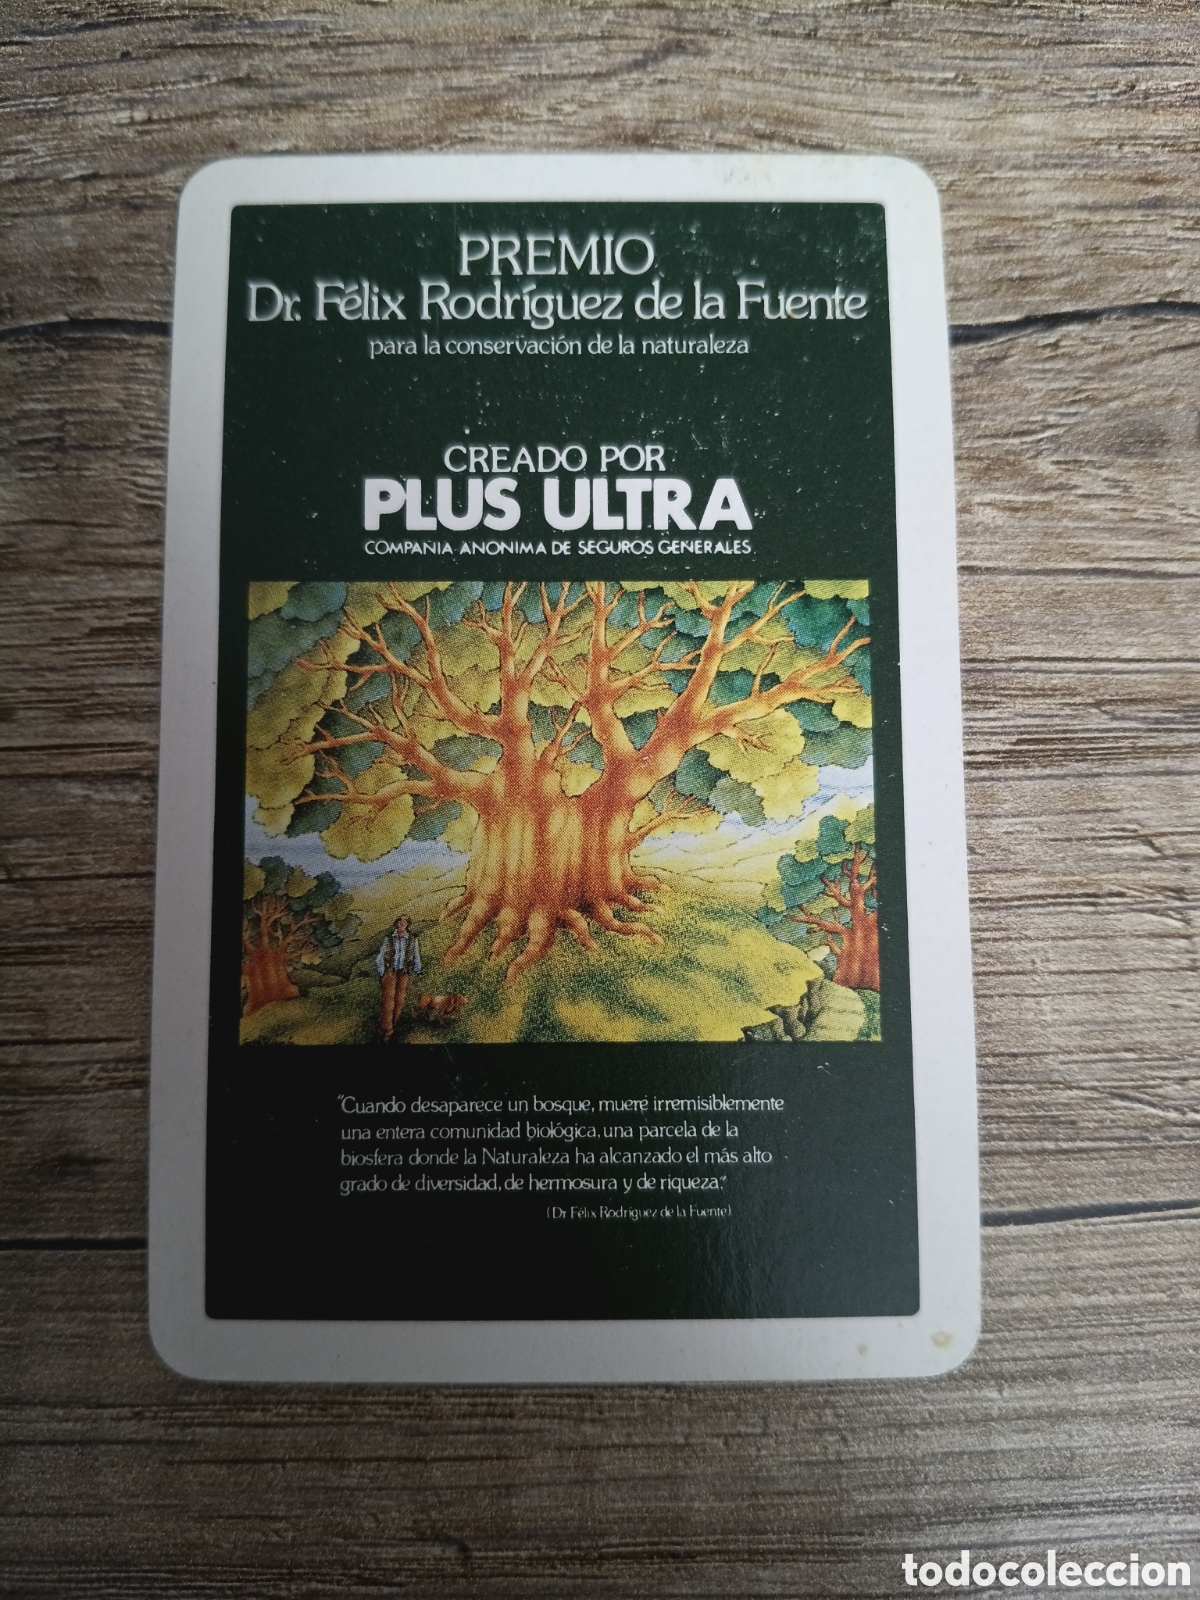 PREMIO
Dr. Félix Rodríguez de la Fuente
para la conservación de la naturaleza
CREADO POR
PLUS ULTRA
COMPAÑIA ANONIMA DE SEGUROS GENERALES
"Cuando desaparece un bosque, muere irremisiblemente
una entera comunidad biológica, una parcela de la
biosfera donde la Naturaleza ha alcanzado el más alto
grado de diversidad, de hermosura y de riqueza."
(Dr Félix Rodríguez de la Fuente)
todocoleccion